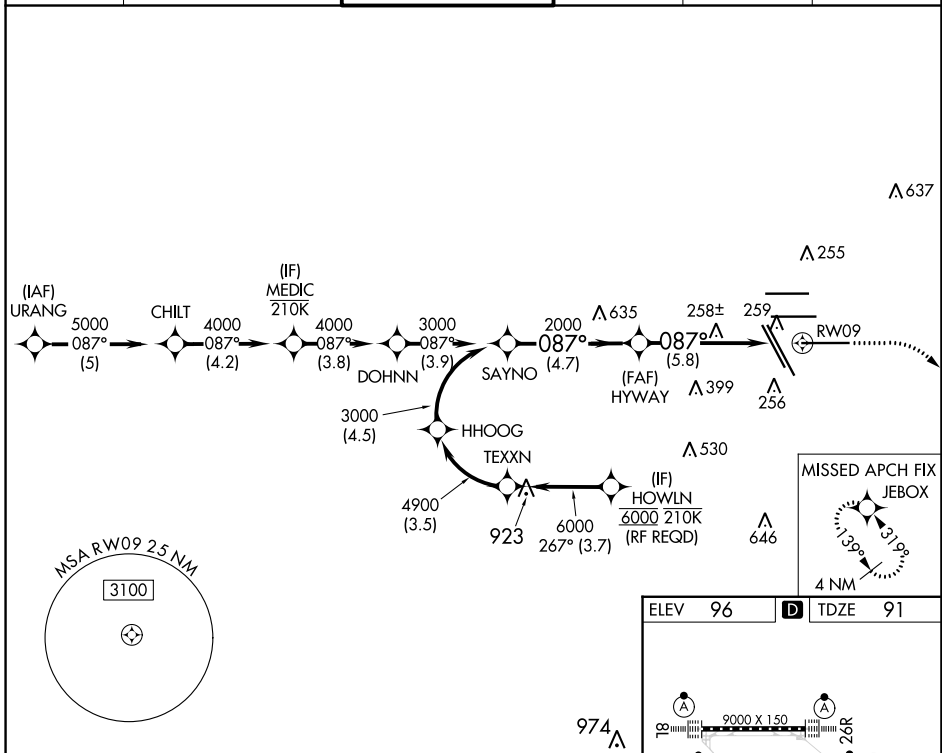 637
255
(IAF)
URANG
5000
087°
(5)
CHILT
4000
087°
(4.2)
(IF)
MEDIC
210K
4000
087°
(3.8)
DOHNN
3000
087°
(3.9)
SAYNO
2000
087°
(4.7)
635
(FAF)
HYWAY
087°
(5.8)
258±
259
RW09
399
256
3000
(4.5)
HHOOG
530
TEXXN
4900
(3.5)
923
6000
267° (3.7)
(IF)
HOWLN
6000 210K
(RF REQD)
646
MISSED APCH FIX
JEBOX
139°
319°
4 NM
MSA RW09 25 NM
3100
ELEV 96 D TDZE 91
A
A
9000 X 150
8L
26R
974